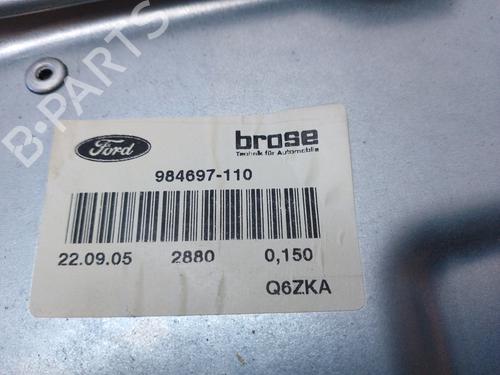 B-PARTS
Ford
brose
Technik für Automobile
984697-110
22.09.05 2880 0,150
Q6ZKA